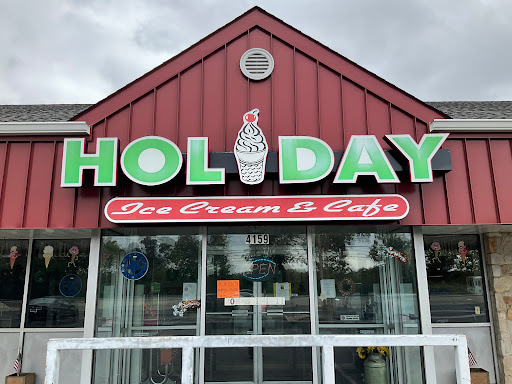 HOLIDAY
Ice Cream & Cafe
4159
OPEN